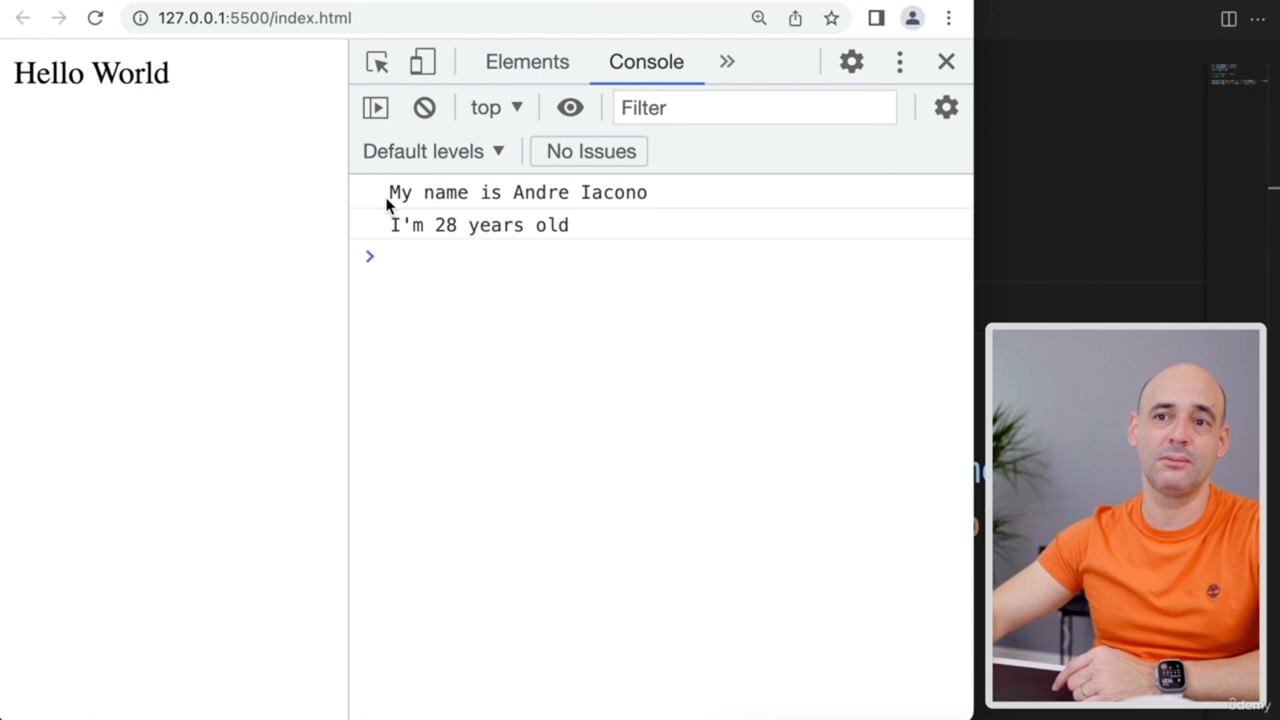 127.0.0.1:5500/index.html
Hello World
Elements
Console
top
Filter
Default levels
No Issues
My name is Andre Iacono
I'm 28 years old
ûdemy